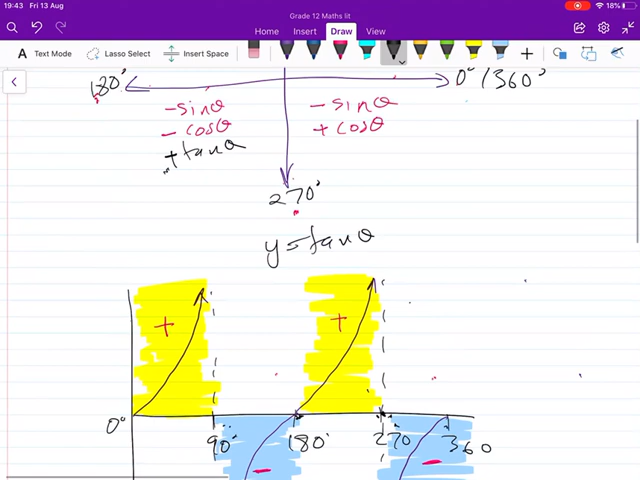 19:43 Fri 13 Aug
18%
Grade 12 Maths lit
Home Insert Draw View
A Text Mode Lasso Select Insert Space
180° 0°/360°
-sinθ -sinθ
-cosθ +cosθ
+tanθ
270°
y=tanθ
+ +
0° 90° 180° 270 360
- -